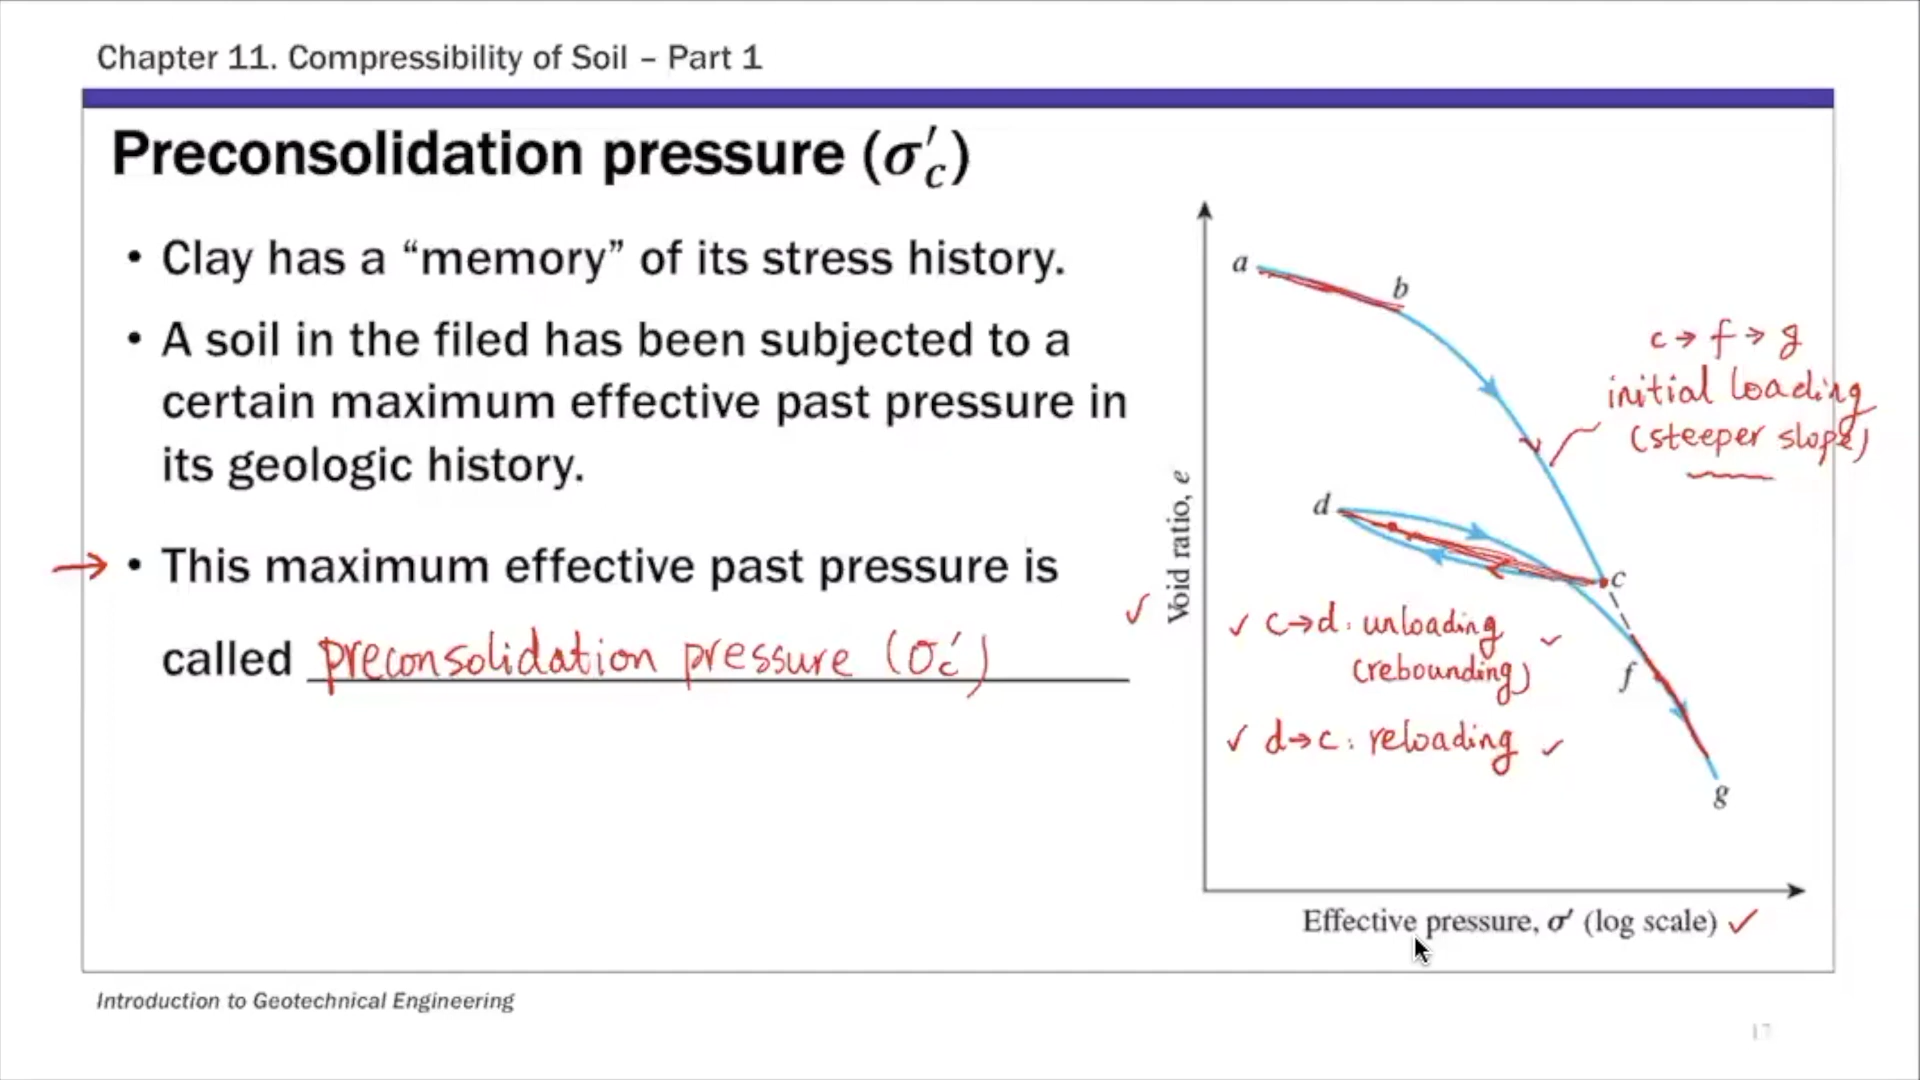 Chapter 11. Compressibility of Soil – Part 1
Preconsolidation pressure (σ′c)
• Clay has a “memory” of its stress history.
• A soil in the filed has been subjected to a
certain maximum effective past pressure in
its geologic history.
→ • This maximum effective past pressure is
called preconsolidation pressure (σc′)
a
b
c → f → g
initial loading
(steeper slope)
d
c
✓ Void ratio, e
✓ c→d: unloading ✓
(rebounding)
f
✓ d→c: reloading ✓
g
Effective pressure, σ′ (log scale) ✓
Introduction to Geotechnical Engineering
17